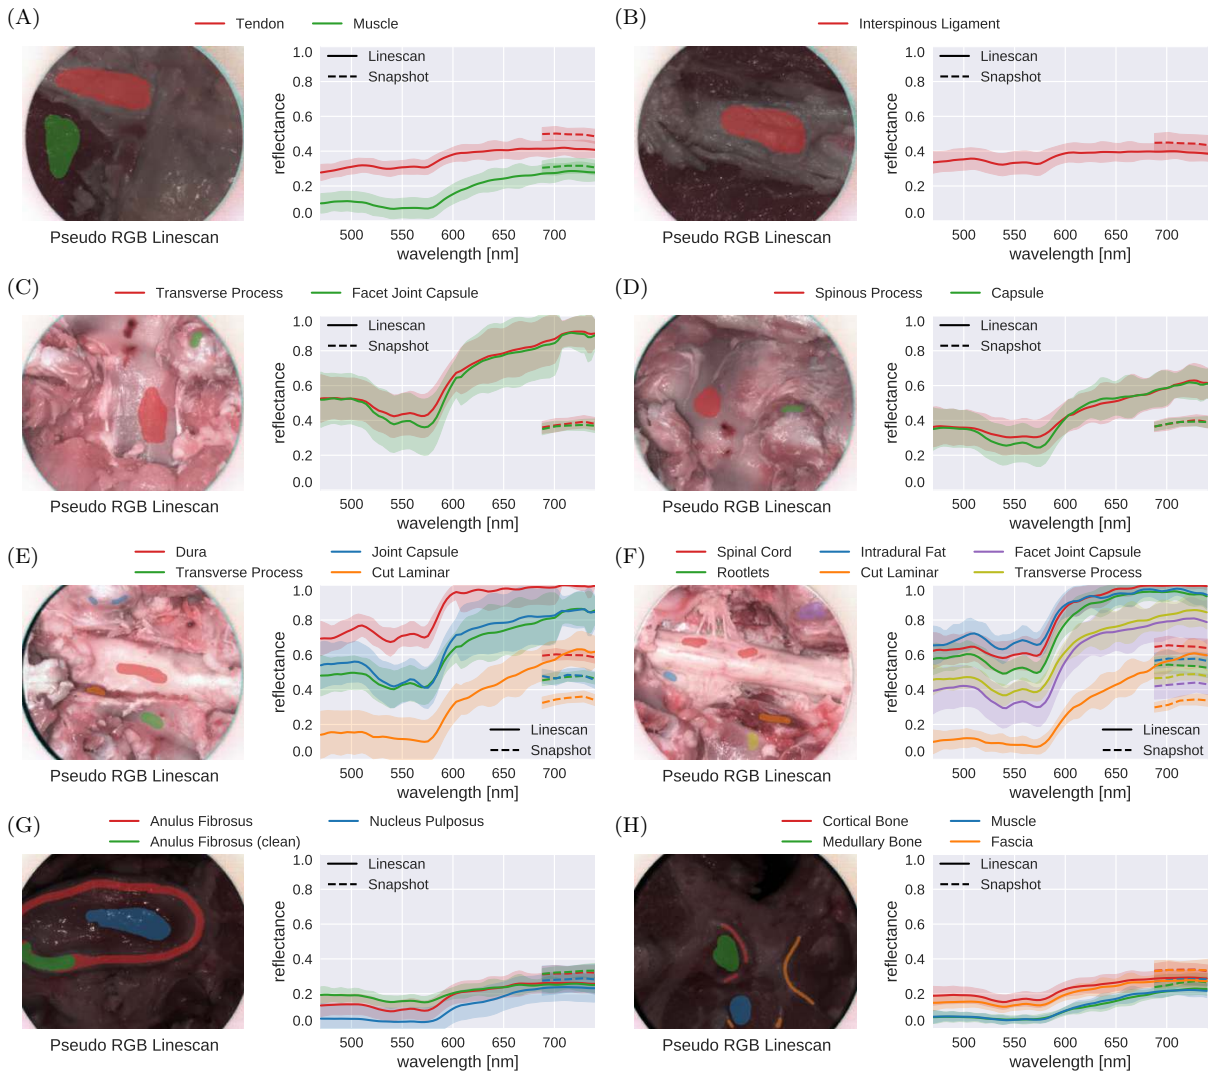 (A)
Tendon Muscle
1.0
0.8
0.6
0.4
0.2
0.0
reflectance
Linescan
Snapshot
500 550 600 650 700
wavelength [nm]
Pseudo RGB Linescan
(B)
Interspinous Ligament
1.0
0.8
0.6
0.4
0.2
0.0
reflectance
Linescan
Snapshot
500 550 600 650 700
wavelength [nm]
Pseudo RGB Linescan
(C)
Transverse Process Facet Joint Capsule
1.0
0.8
0.6
0.4
0.2
0.0
reflectance
Linescan
Snapshot
500 550 600 650 700
wavelength [nm]
Pseudo RGB Linescan
(D)
Spinous Process Capsule
1.0
0.8
0.6
0.4
0.2
0.0
reflectance
Linescan
Snapshot
500 550 600 650 700
wavelength [nm]
Pseudo RGB Linescan
(E)
Dura Joint Capsule
Transverse Process Cut Laminar
1.0
0.8
0.6
0.4
0.2
0.0
reflectance
Linescan
Snapshot
500 550 600 650 700
wavelength [nm]
Pseudo RGB Linescan
(F)
Spinal Cord Intradural Fat Facet Joint Capsule
Rootlets Cut Laminar Transverse Process
1.0
0.8
0.6
0.4
0.2
0.0
reflectance
Linescan
Snapshot
500 550 600 650 700
wavelength [nm]
Pseudo RGB Linescan
(G)
Anulus Fibrosus Nucleus Pulposus
Anulus Fibrosus (clean)
1.0
0.8
0.6
0.4
0.2
0.0
reflectance
Linescan
Snapshot
500 550 600 650 700
wavelength [nm]
Pseudo RGB Linescan
(H)
Cortical Bone Muscle
Medullary Bone Fascia
1.0
0.8
0.6
0.4
0.2
0.0
reflectance
Linescan
Snapshot
500 550 600 650 700
wavelength [nm]
Pseudo RGB Linescan